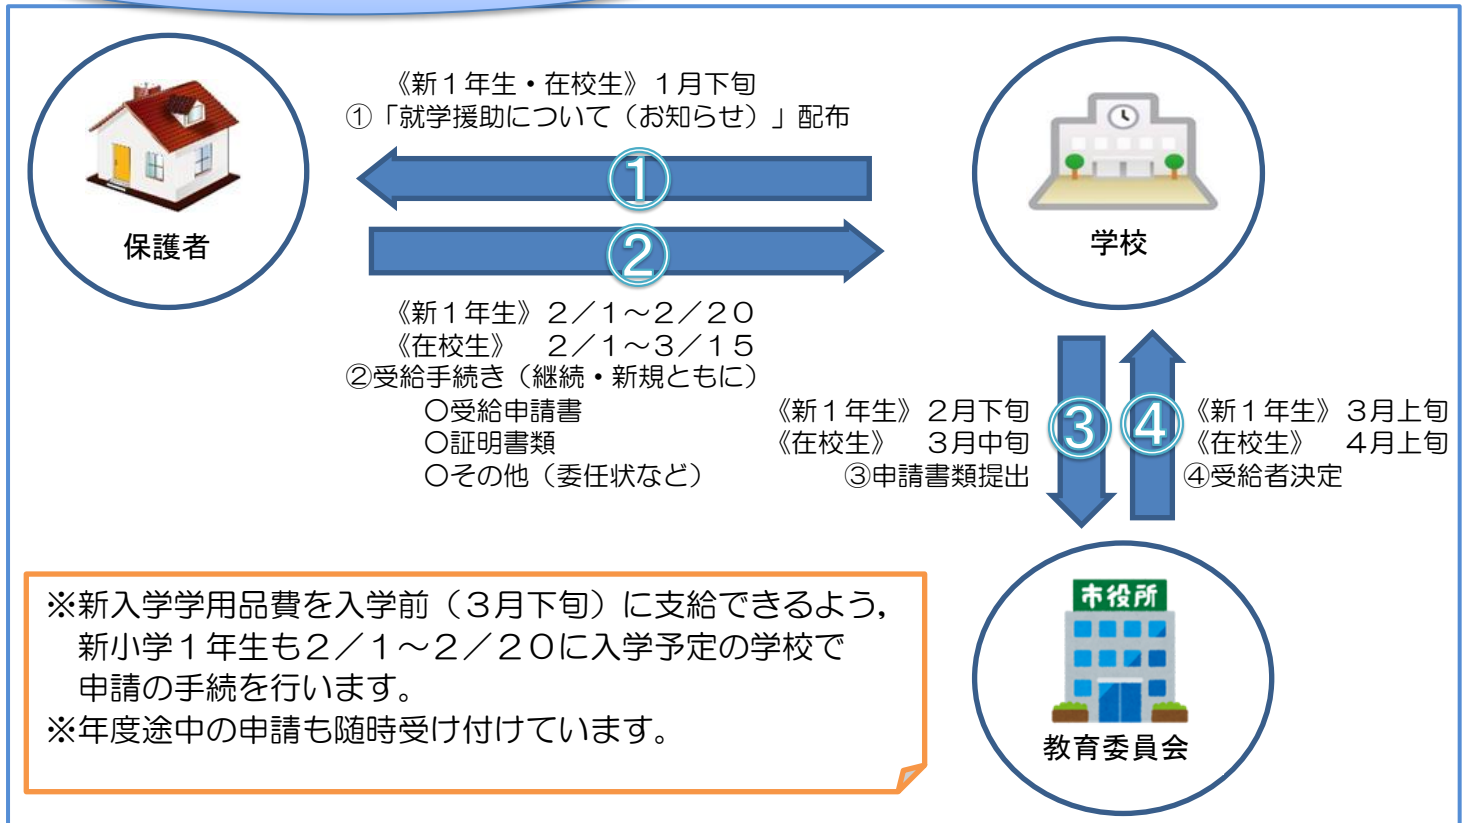 《新１年生・在校生》１月下旬
①「就学援助について（お知らせ）」配布
①
保護者
学校
②
《新１年生》２／１～２／２０
《在校生》　２／１～３／１５
②受給手続き（継続・新規ともに）
〇受給申請書
〇証明書類
〇その他（委任状など）
《新１年生》２月下旬
《在校生》　３月中旬
③申請書類提出
③
④
《新１年生》３月上旬
《在校生》　４月上旬
④受給者決定
※新入学学用品費を入学前（３月下旬）に支給できるよう，
新小学１年生も２／１～２／２０に入学予定の学校で
申請の手続を行います。
※年度途中の申請も随時受け付けています。
市役所
教育委員会